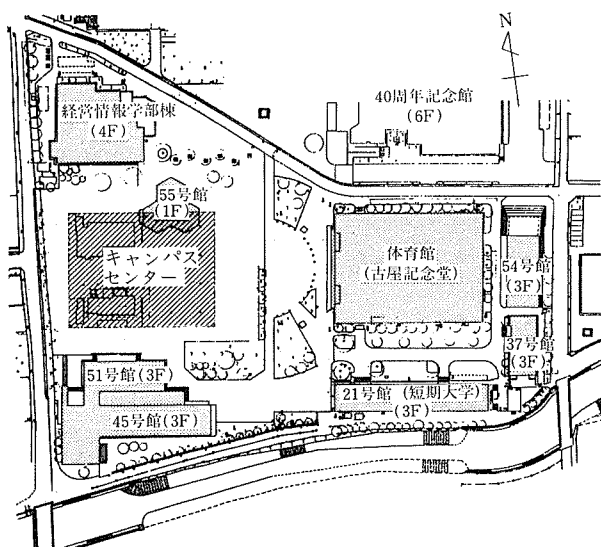 N
40周年記念館
(6F)
経営情報学部棟
(4F)
55号館
(1F)
キャンパス
センター
体育館
(古屋記念堂)
54号館
(3F)
37号館
(3F)
51号館(3F)
21号館 (短期大学)
(3F)
45号館(3F)